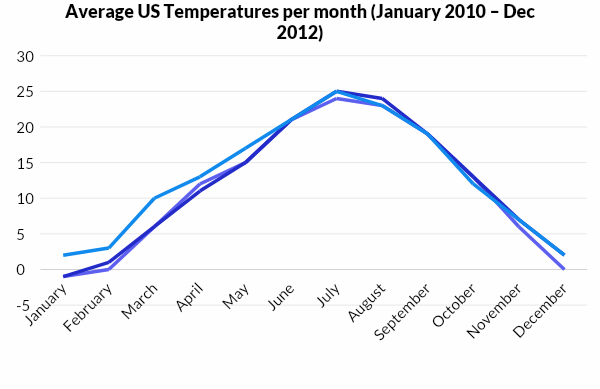 Average US Temperatures per month (January 2010 – Dec
2012)
30
25
20
15
10
5
0
-5
January
February
March
April
May
June
July
August
September
October
November
December